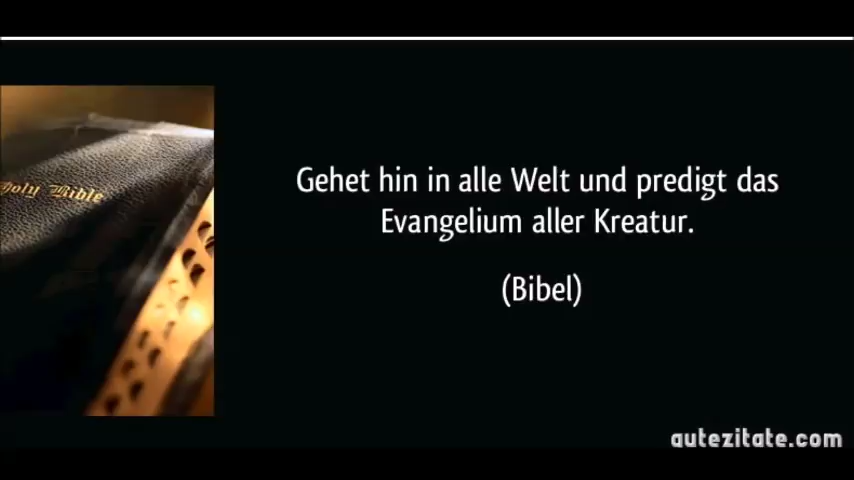 Holy Bible
Gehet hin in alle Welt und predigt das
Evangelium aller Kreatur.
(Bibel)
gutezitate.com